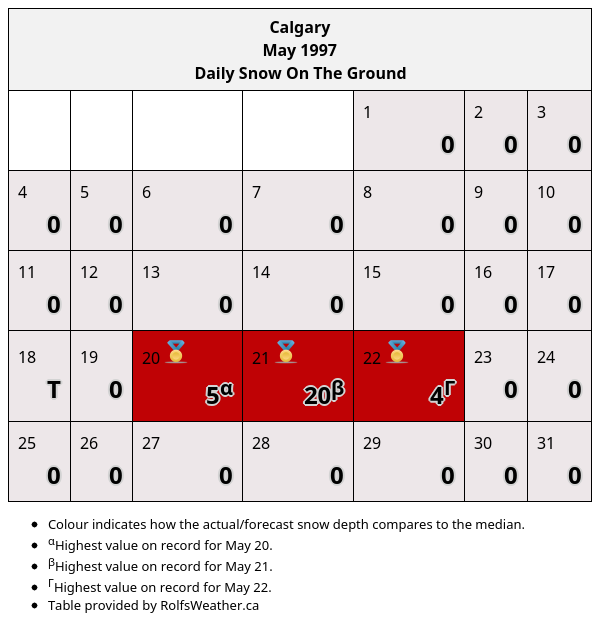 Calgary
May 1997
Daily Snow On The Ground
1 2 3
0 0 0
4 5 6 7 8 9 10
0 0 0 0 0 0 0
11 12 13 14 15 16 17
0 0 0 0 0 0 0
18 19 20 21 22 23 24
T 0 5α 20β 4Γ 0 0
25 26 27 28 29 30 31
0 0 0 0 0 0 0
• Colour indicates how the actual/forecast snow depth compares to the median.
• αHighest value on record for May 20.
• βHighest value on record for May 21.
• ΓHighest value on record for May 22.
• Table provided by RolfsWeather.ca